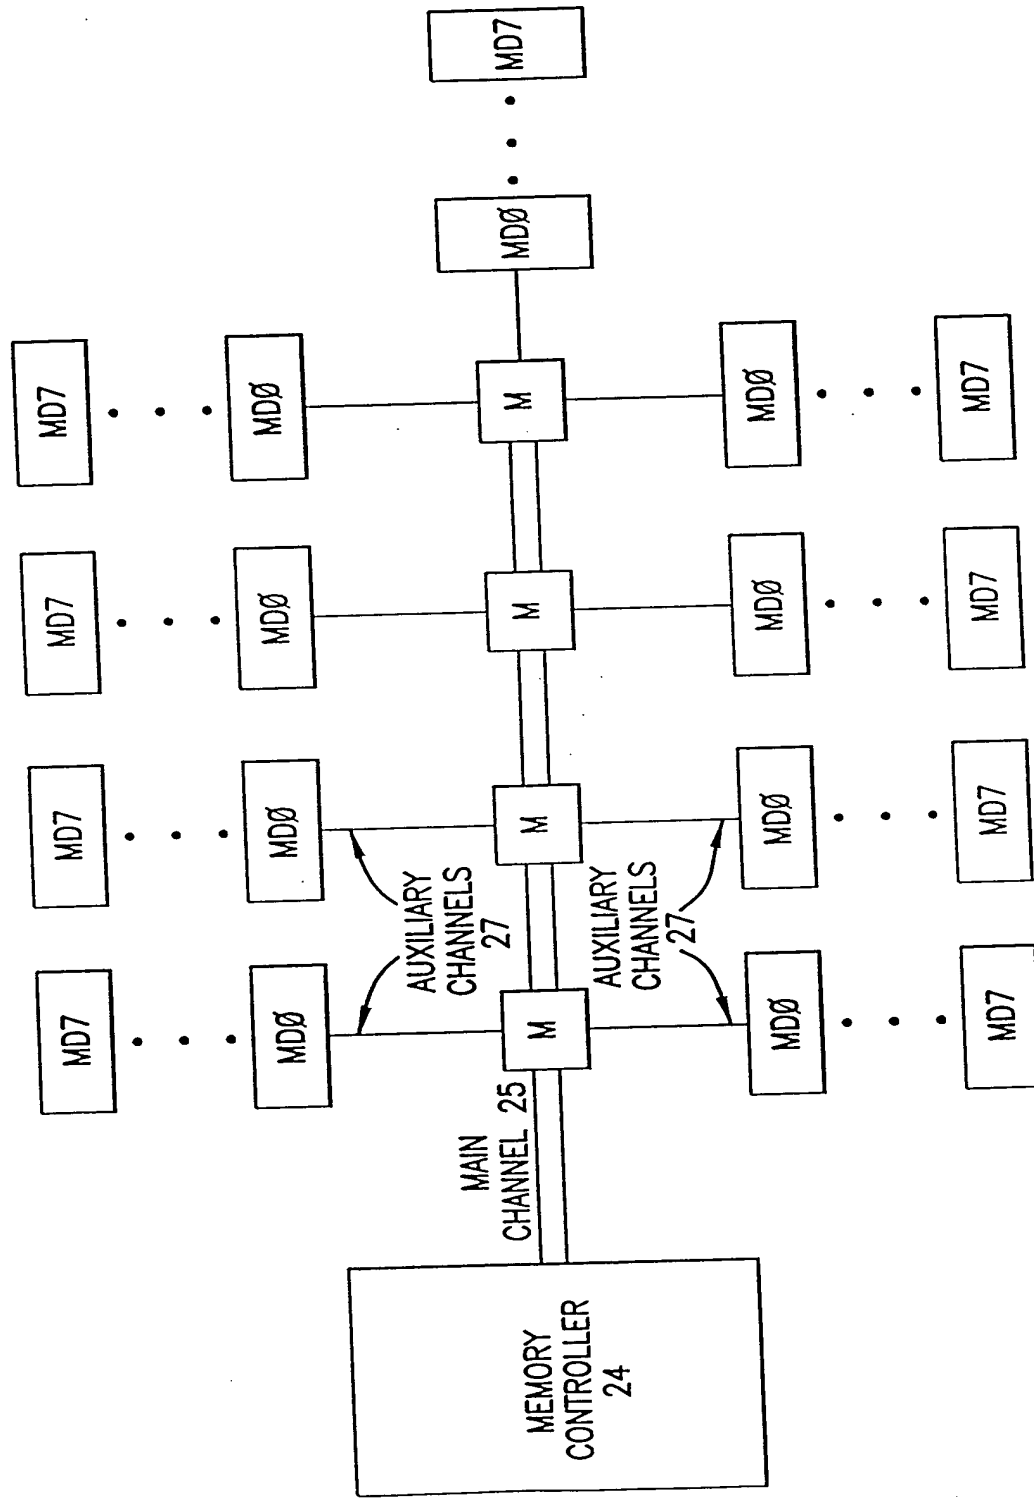 MD7 MD7 MD7 MD7
MDØ MDØ MDØ MDØ
AUXILIARY
CHANNELS
27
MAIN
CHANNEL 25
M M M M MDØ MD7
MEMORY
CONTROLLER
24
AUXILIARY
CHANNELS
27
MDØ MDØ MDØ MDØ
MD7 MD7 MD7 MD7